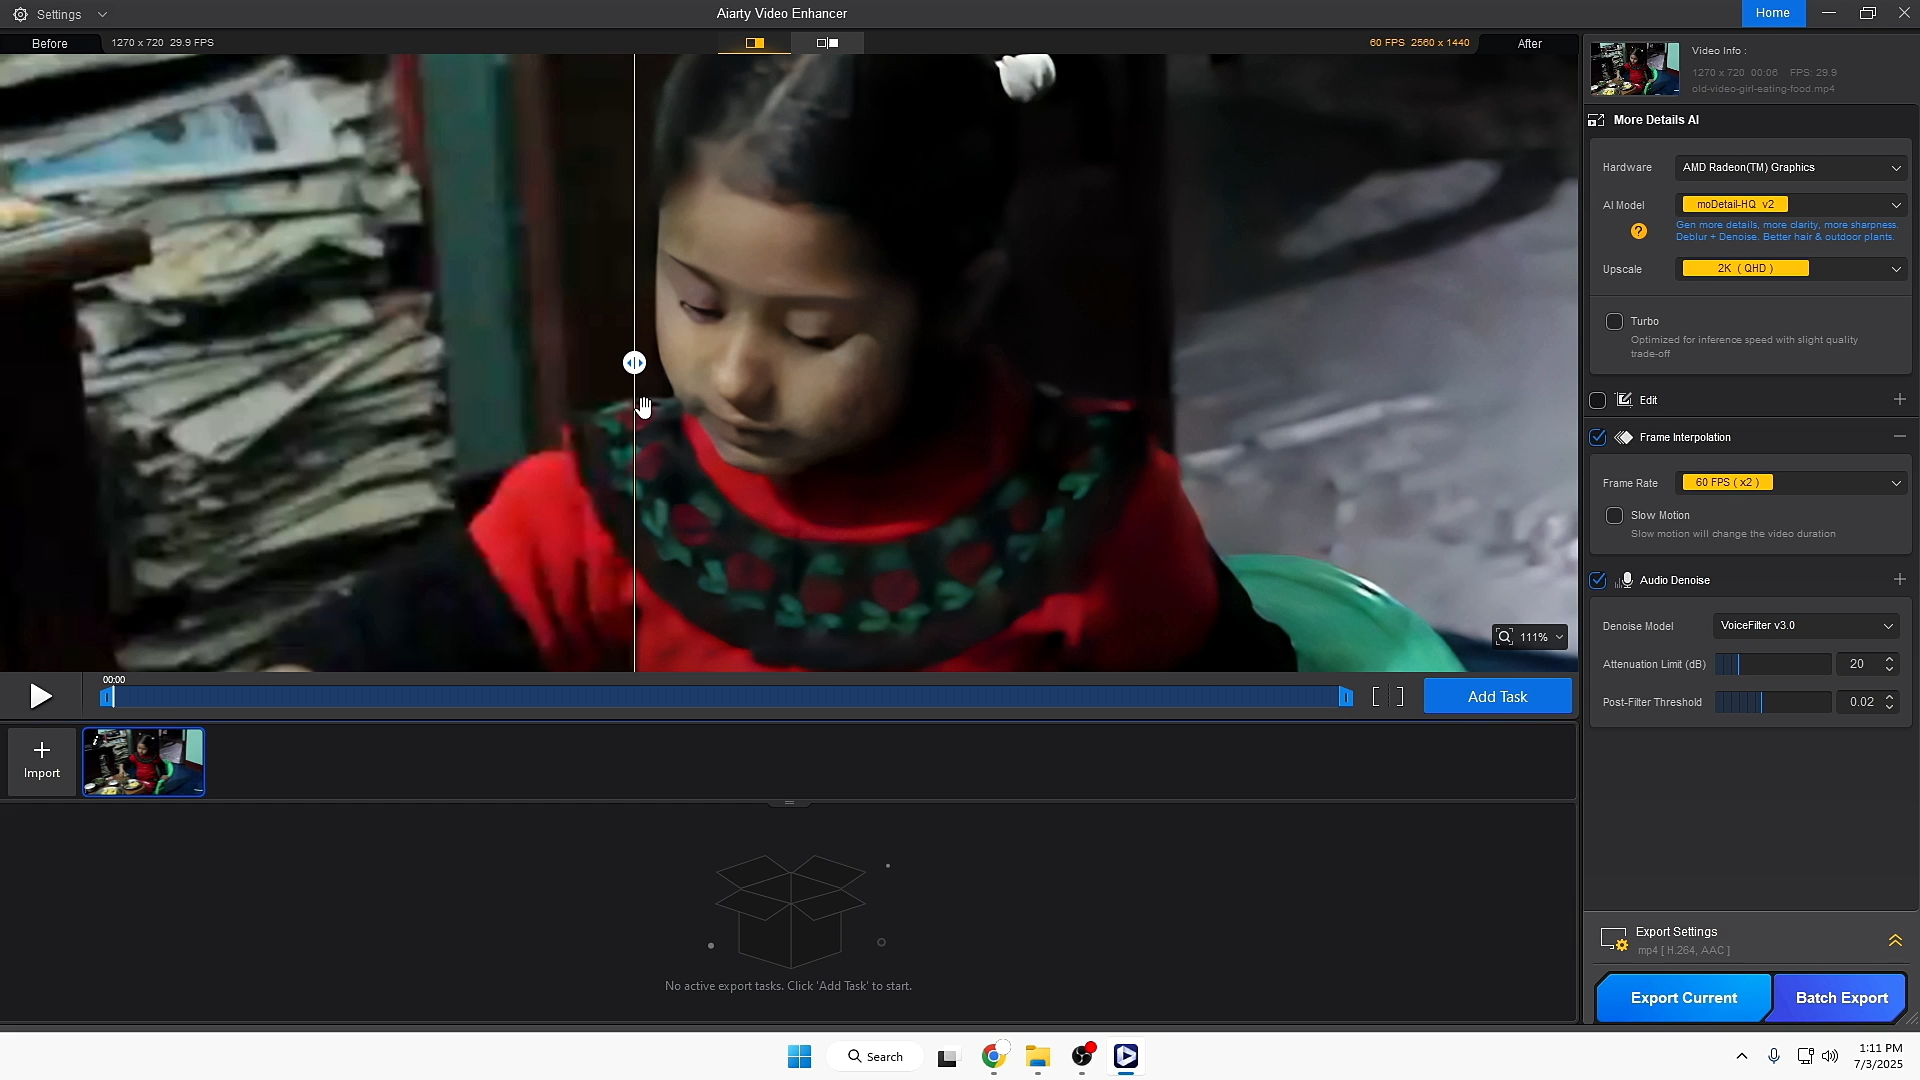 Settings
Aiarty Video Enhancer
Home
Before
1270 x 720 29.9 FPS
60 FPS 2560 x 1440
After
Video Info :
1270 x 720 00:06 FPS: 29.9
old-video-girl-eating-food.mp4
More Details AI
Hardware
AMD Radeon(TM) Graphics
AI Model
moDetail-HQ v2
?
Gen more details, more clarity, more sharpness.
Deblur + Denoise. Better hair & outdoor plants.
Upscale
2K ( QHD )
Turbo
Optimized for inference speed with slight quality
trade-off
Edit
Frame Interpolation
Frame Rate
60 FPS ( x2 )
Slow Motion
Slow motion will change the video duration
Audio Denoise
Denoise Model
VoiceFilter v3.0
Attenuation Limit (dB)
20
Post-Filter Threshold
0.02
111%
00:00
Add Task
Import
No active export tasks. Click 'Add Task' to start.
Export Settings
mp4 [ H.264, AAC ]
Export Current
Batch Export
Search
1:11 PM
7/3/2025